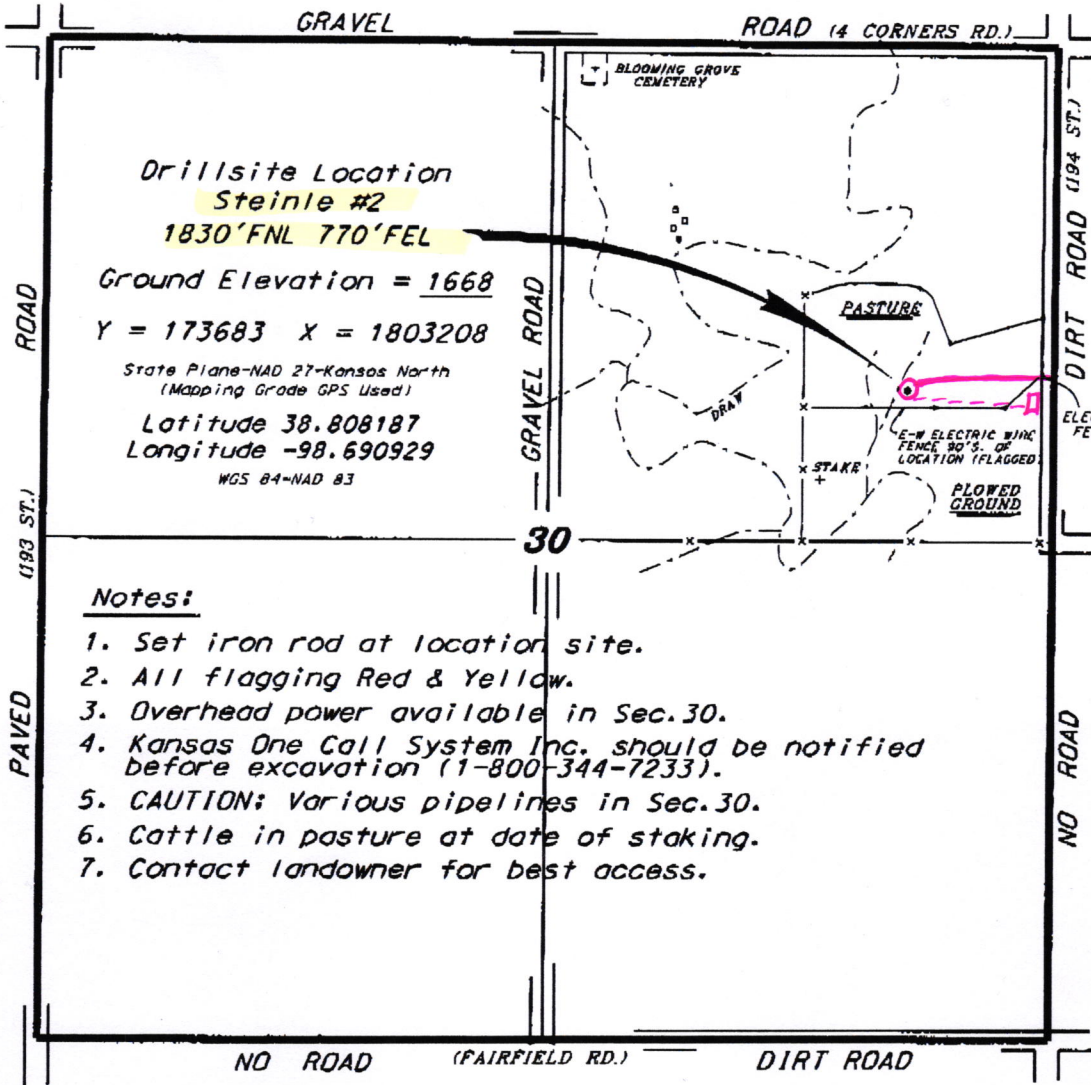 GRAVEL
ROAD (4 CORNERS RD.)
BLOOMING GROVE
CEMETERY
DIRT ROAD (194 ST.)
Drillsite Location
Steinle #2
1830'FNL 770'FEL
Ground Elevation = 1668
Y = 173683 X = 1803208
State Plane-NAD 27-Kansas North
(Mapping Grade GPS Used)
Latitude 38.808187
Longitude -98.690929
WGS 84-NAD 83
GRAVEL ROAD
PASTURE
DRAW
ELE
FE
E-W ELECTRIC WIRE
FENCE 90'S. OF
LOCATION (FLAGGED)
STAKE
PLOWED
GROUND
PAVED (193 ST.) ROAD
30
Notes:
1. Set iron rod at location site.
2. All flagging Red & Yellow.
3. Overhead power available in Sec.30.
4. Kansas One Call System Inc. should be notified
before excavation (1-800-344-7233).
5. CAUTION: Various pipelines in Sec.30.
6. Cattle in pasture at date of staking.
7. Contact landowner for best access.
NO ROAD
NO ROAD (FAIRFIELD RD.) DIRT ROAD